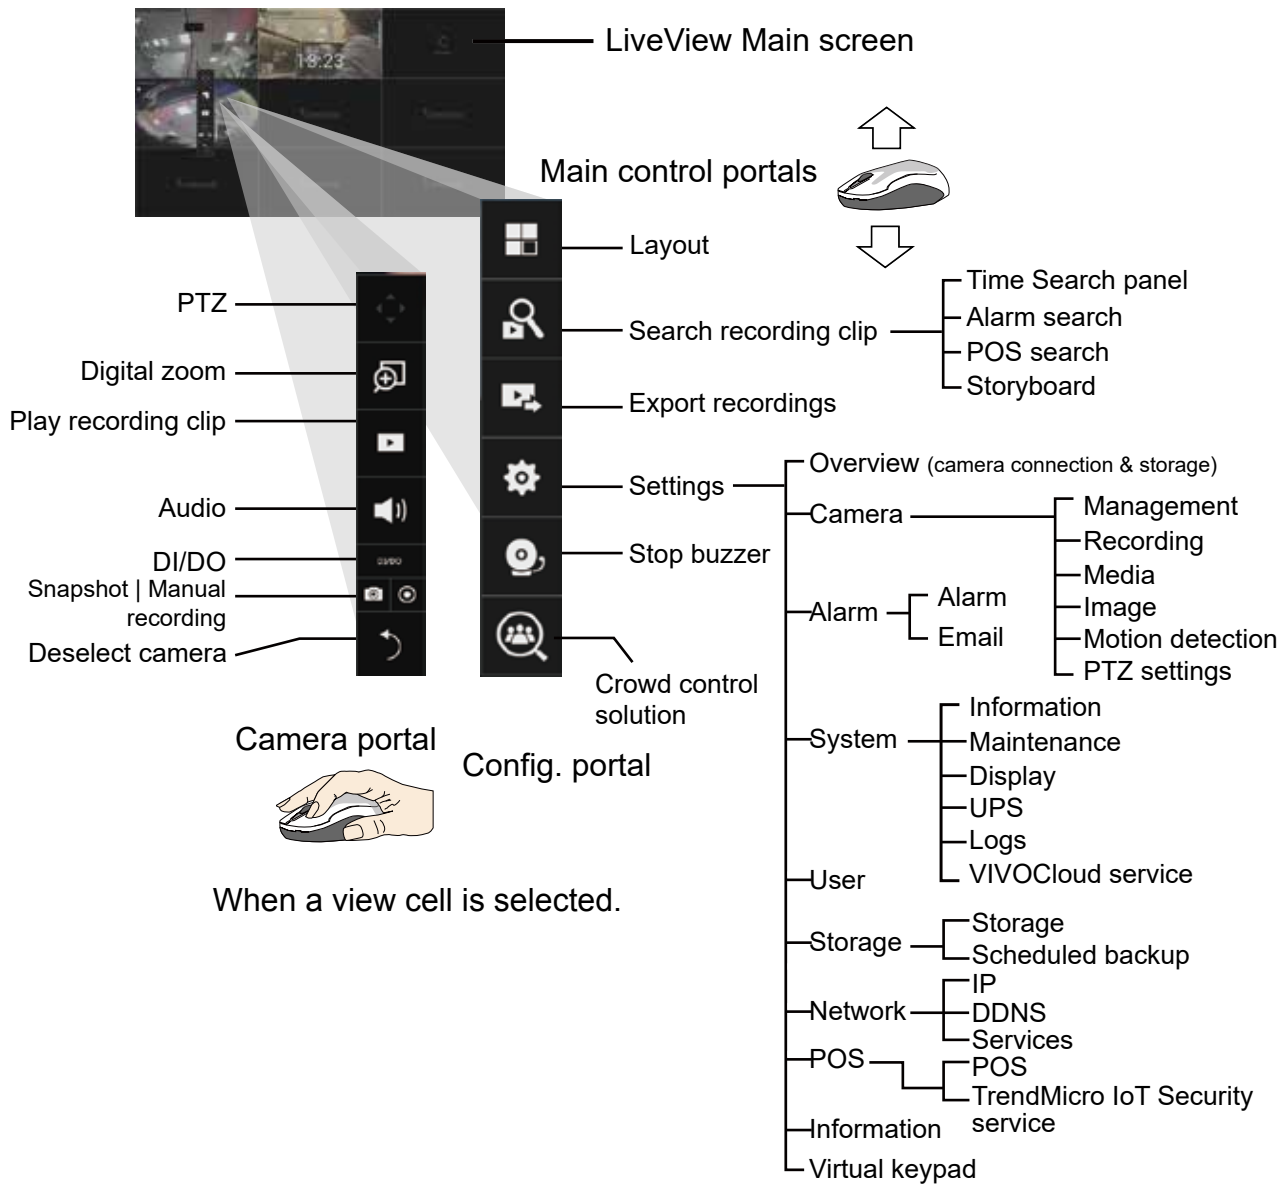 LiveView Main screen
18:23
Main control portals
Layout
Search recording clip
Time Search panel
Alarm search
POS search
Storyboard
Export recordings
Settings
Stop buzzer
Crowd control
solution
PTZ
Digital zoom
Play recording clip
Audio
DI/DO
DI/DO
Snapshot | Manual
recording
Deselect camera
Camera portal
Config. portal
When a view cell is selected.
Overview (camera connection & storage)
Camera
Management
Recording
Media
Image
Motion detection
PTZ settings
Alarm
Alarm
Email
System
Information
Maintenance
Display
UPS
Logs
VIVOCloud service
User
Storage
Storage
Scheduled backup
Network
IP
DDNS
Services
POS
POS
TrendMicro IoT Security
service
Information
Virtual keypad